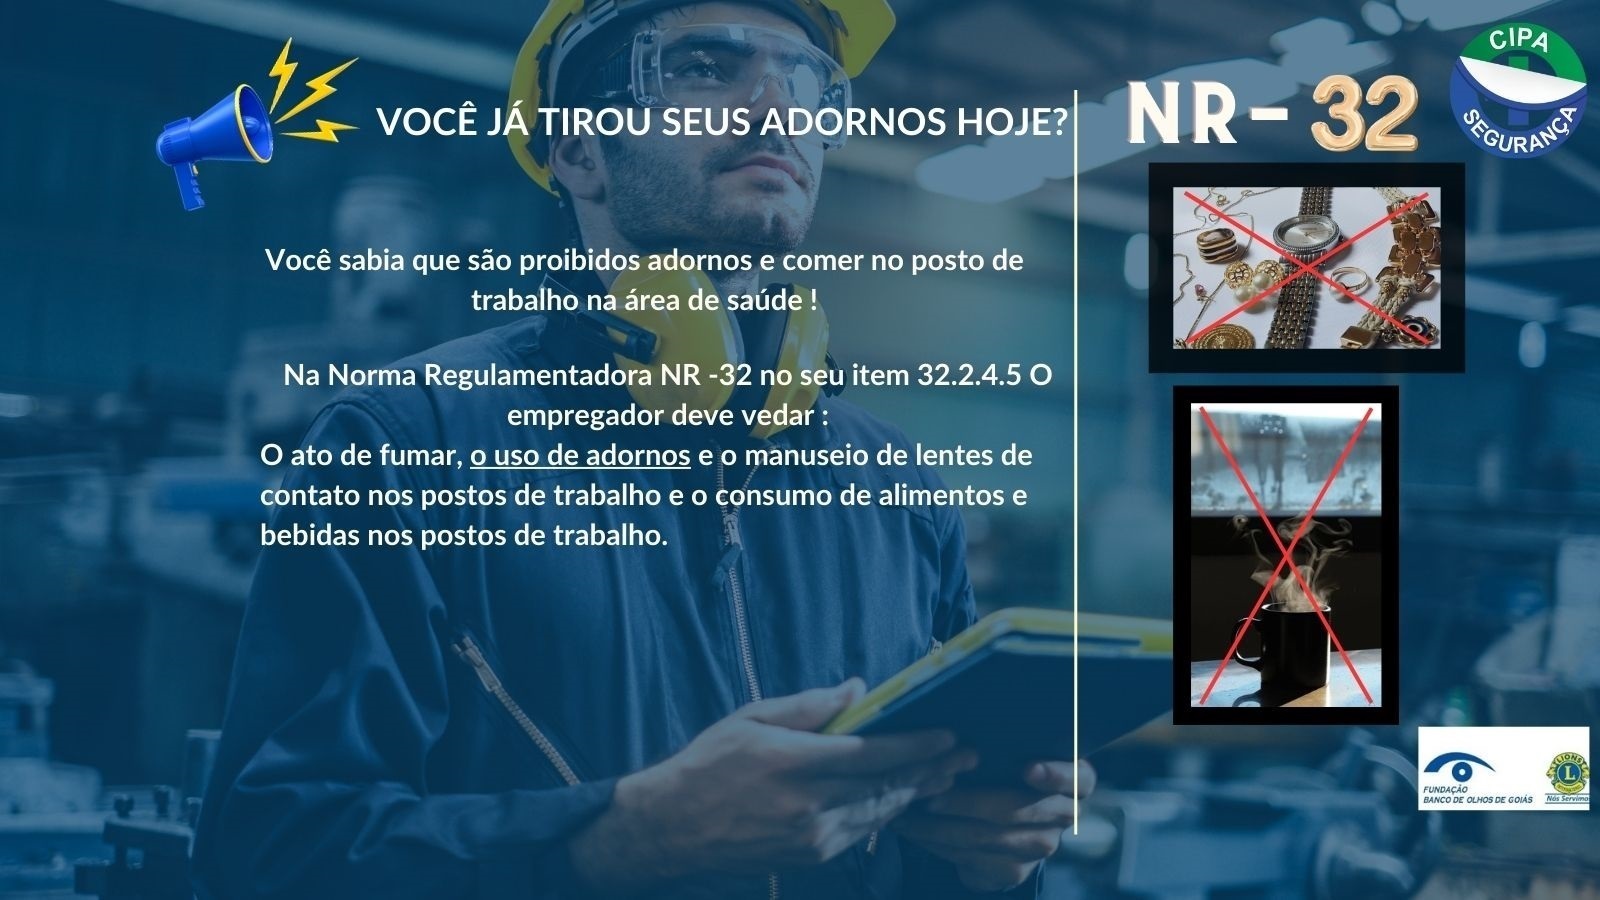 VOCÊ JÁ TIROU SEUS ADORNOS HOJE?
Você sabia que são proibidos adornos e comer no posto de
trabalho na área de saúde !
Na Norma Regulamentadora NR -32 no seu item 32.2.4.5 O
empregador deve vedar :
O ato de fumar, o uso de adornos e o manuseio de lentes de
contato nos postos de trabalho e o consumo de alimentos e
bebidas nos postos de trabalho.
NR-32
CIPA
SEGURANÇA
FUNDAÇÃO
BANCO DE OLHOS DE GOIÁS
LIONS
L
Nós Servimos